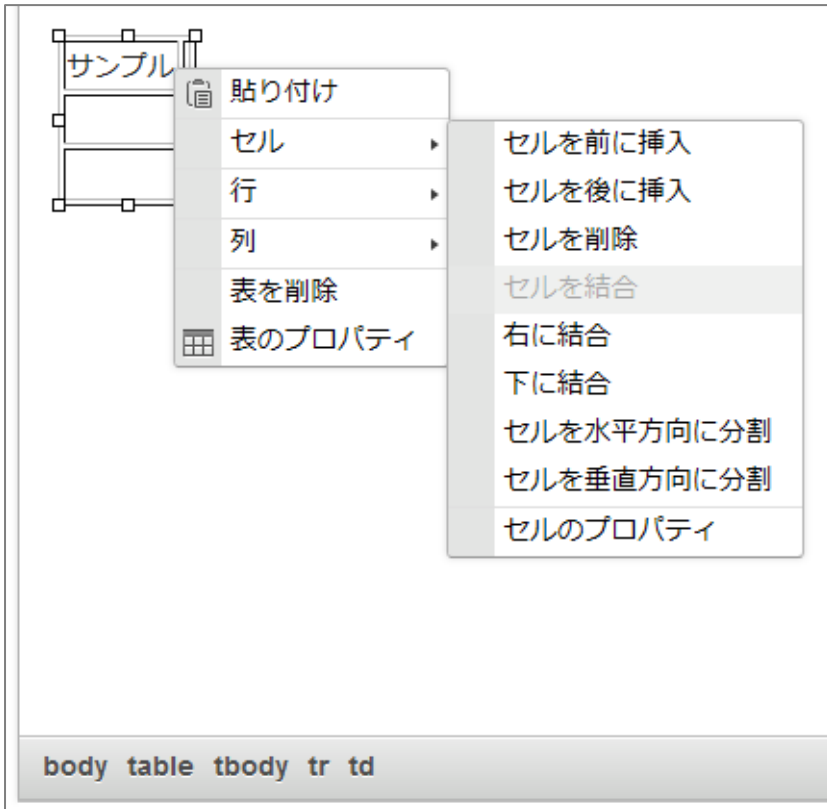 サンプル
貼り付け
セル
行
列
表を削除
表のプロパティ
セルを前に挿入
セルを後に挿入
セルを削除
セルを結合
右に結合
下に結合
セルを水平方向に分割
セルを垂直方向に分割
セルのプロパティ
body table tbody tr td